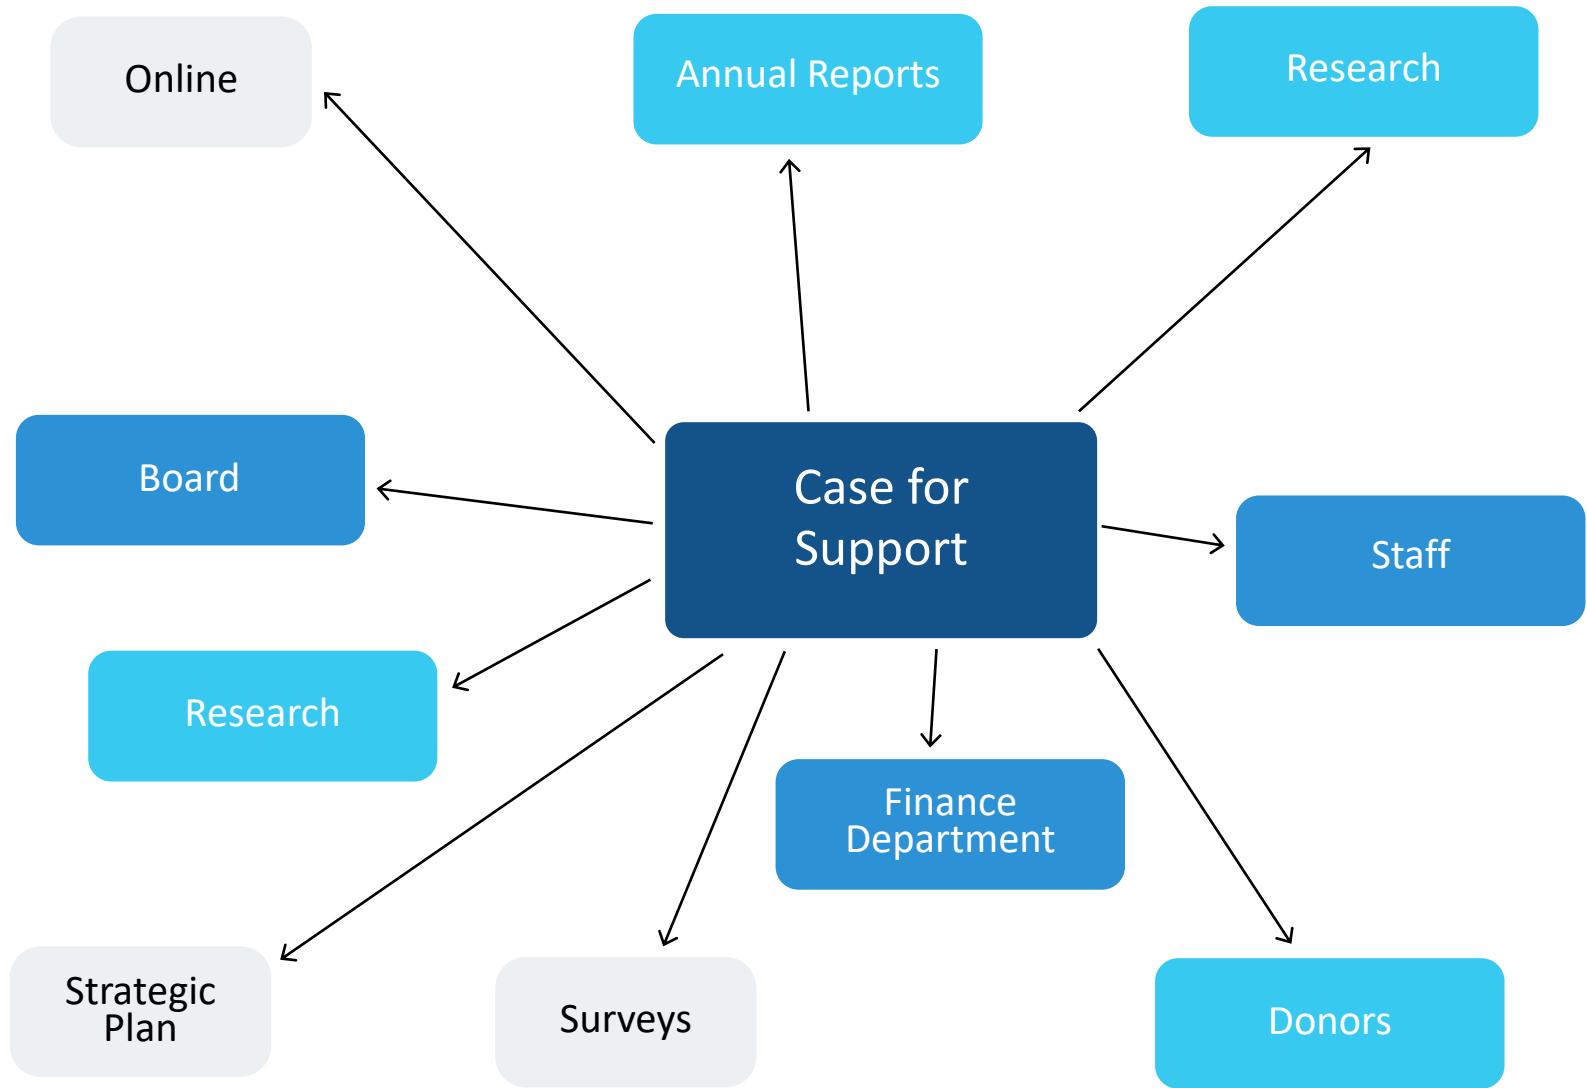 Online
Annual Reports
Research
Case for
Support
Board
Staff
Research
Finance
Department
Strategic
Plan
Surveys
Donors